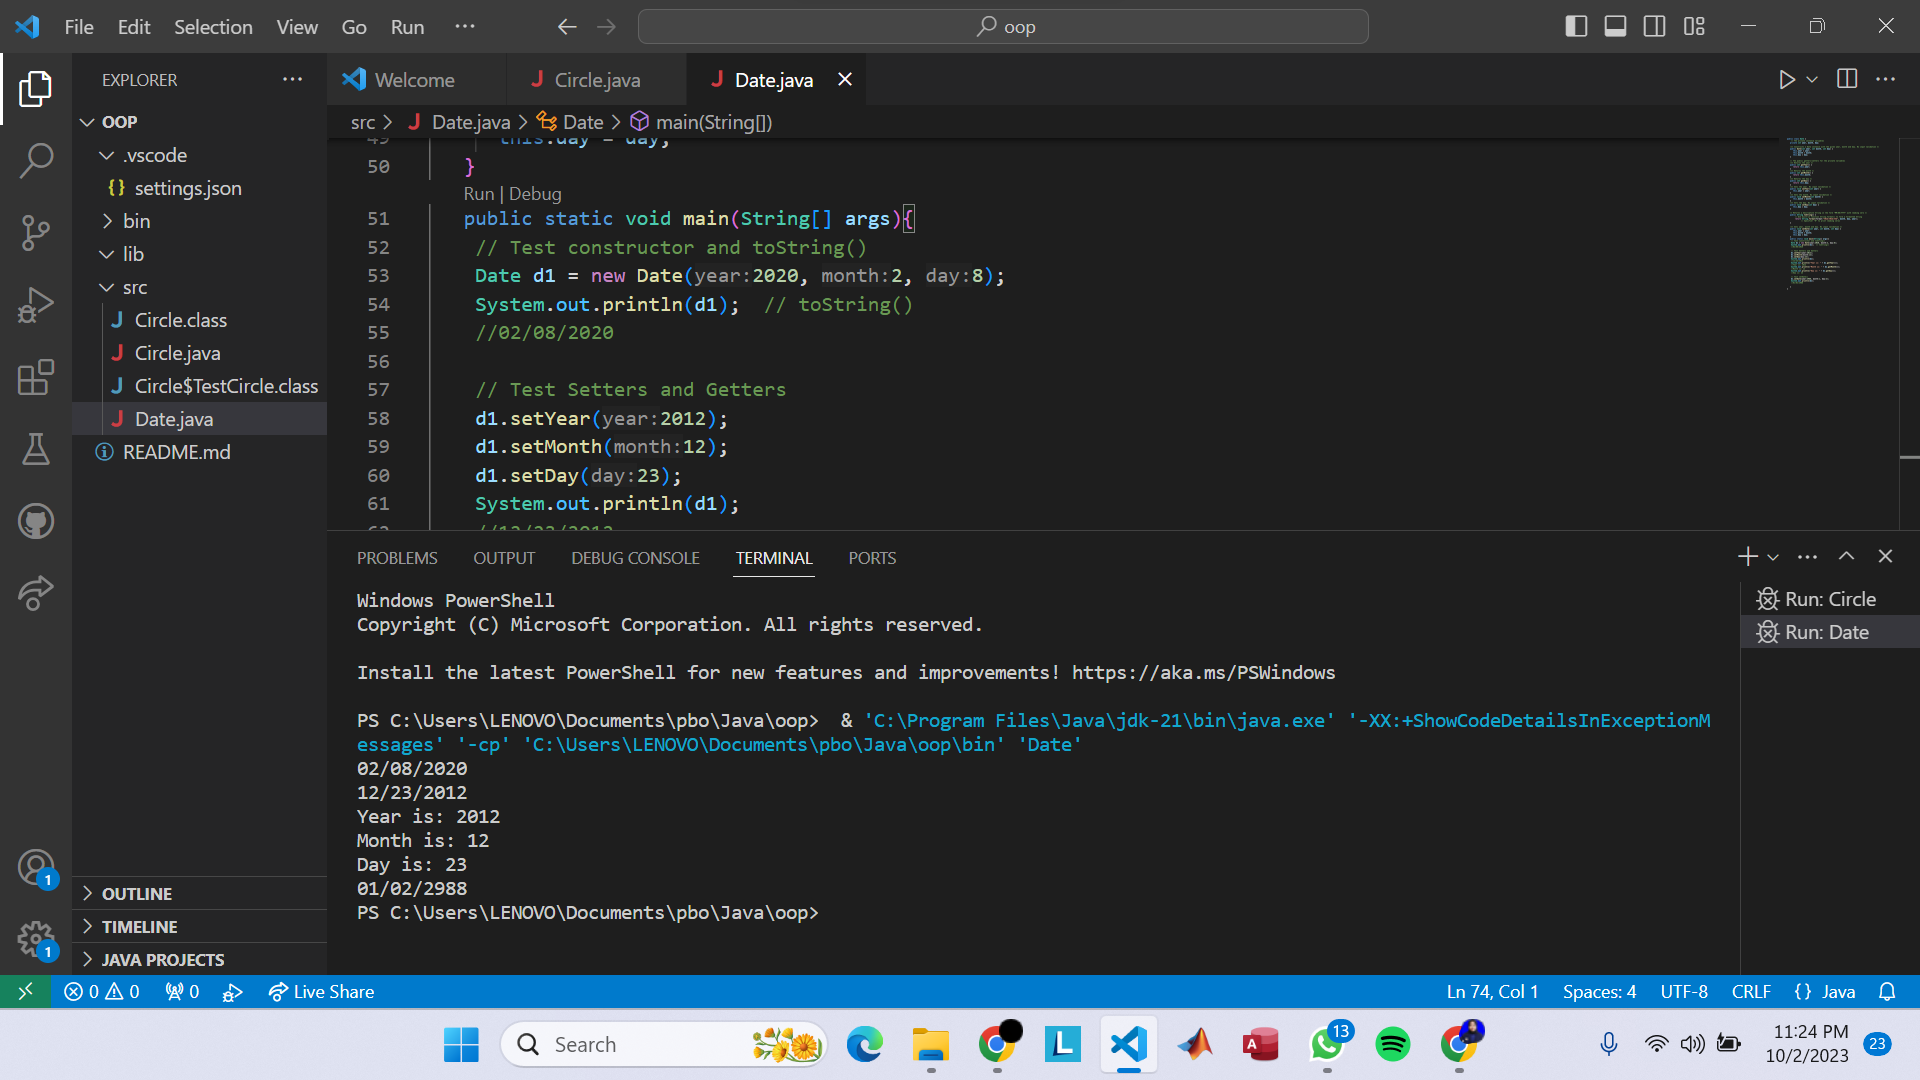 File Edit Selection View Go Run ···
oop
EXPLORER
OOP
.vscode
{} settings.json
bin
lib
src
J Circle.class
J Circle.java
J Circle$TestCircle.class
J Date.java
README.md
OUTLINE
TIMELINE
JAVA PROJECTS
Welcome
J Circle.java
J Date.java
src > J Date.java > Date > main(String[])
49 this.day = day;
50 }
Run | Debug
51 public static void main(String[] args){
52 // Test constructor and toString()
53 Date d1 = new Date(year:2020, month:2, day:8);
54 System.out.println(d1);  // toString()
55 //02/08/2020
56
57 // Test Setters and Getters
58 d1.setYear(year:2012);
59 d1.setMonth(month:12);
60 d1.setDay(day:23);
61 System.out.println(d1);
62 //12/23/2012
PROBLEMS OUTPUT DEBUG CONSOLE TERMINAL PORTS
Windows PowerShell
Copyright (C) Microsoft Corporation. All rights reserved.
Install the latest PowerShell for new features and improvements! https://aka.ms/PSWindows
PS C:\Users\LENOVO\Documents\pbo\Java\oop>  & 'C:\Program Files\Java\jdk-21\bin\java.exe' '-XX:+ShowCodeDetailsInExceptionM
essages' '-cp' 'C:\Users\LENOVO\Documents\pbo\Java\oop\bin' 'Date'
02/08/2020
12/23/2012
Year is: 2012
Month is: 12
Day is: 23
01/02/2988
PS C:\Users\LENOVO\Documents\pbo\Java\oop>
Run: Circle
Run: Date
1
1
0 0 0 Live Share
Ln 74, Col 1 Spaces: 4 UTF-8 CRLF {} Java
Search
L
A
13
11:24 PM
10/2/2023
23